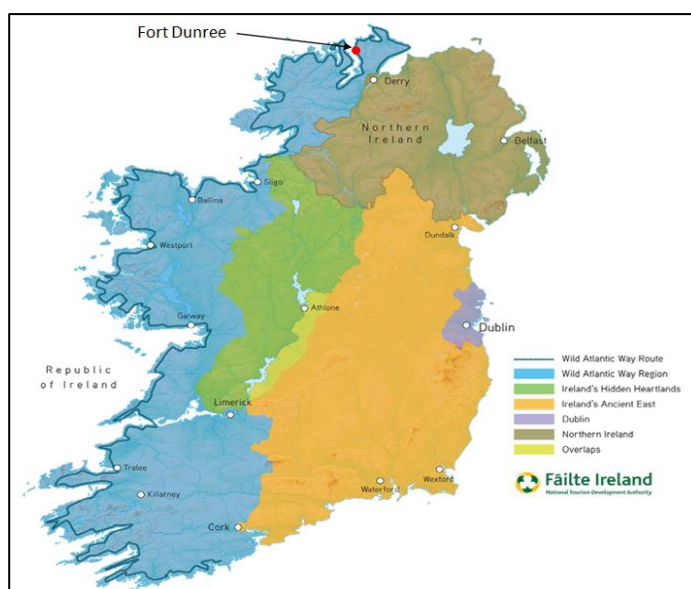 Fort Dunree
Derry
Northern
Ireland
Belfast
Sligo
Ballina
Dundalk
Westport
Athlone
Galway
Dublin
Republic
of Ireland
Limerick
Tralee
Killarney
Waterford
Wexford
Cork
Wild Atlantic Way Route
Wild Atlantic Way Region
Ireland's Hidden Heartlands
Ireland's Ancient East
Dublin
Northern Ireland
Overlaps
Fáilte Ireland
National Tourism Development Authority